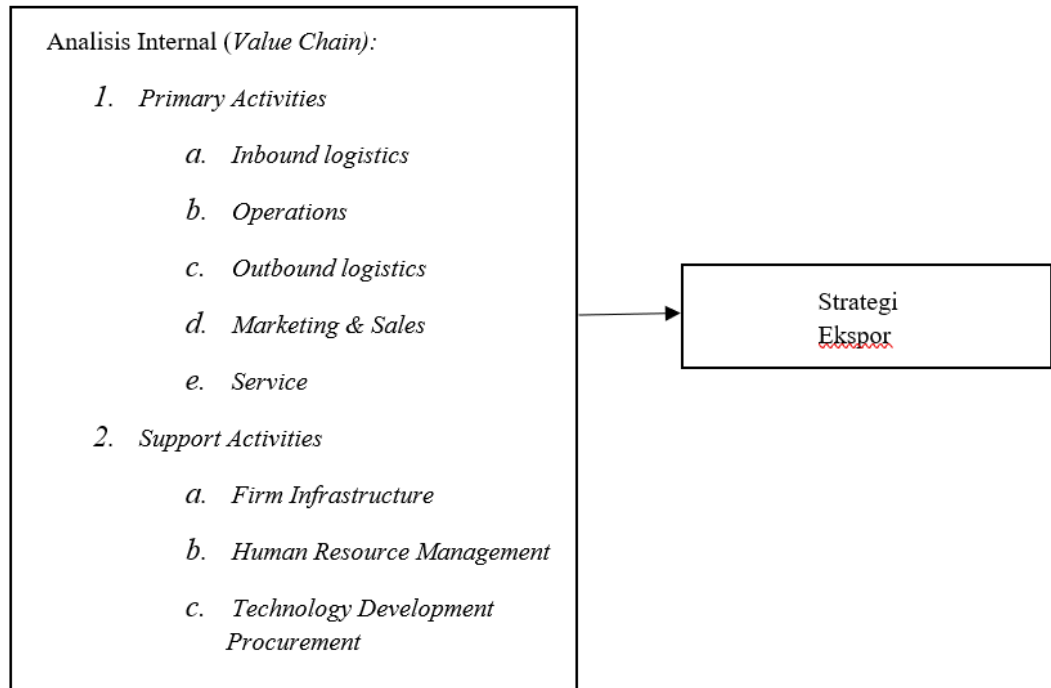 Analisis Internal (Value Chain):
1. Primary Activities
a. Inbound logistics
b. Operations
c. Outbound logistics
d. Marketing & Sales
e. Service
2. Support Activities
a. Firm Infrastructure
b. Human Resource Management
c. Technology Development
Procurement
Strategi
Ekspor